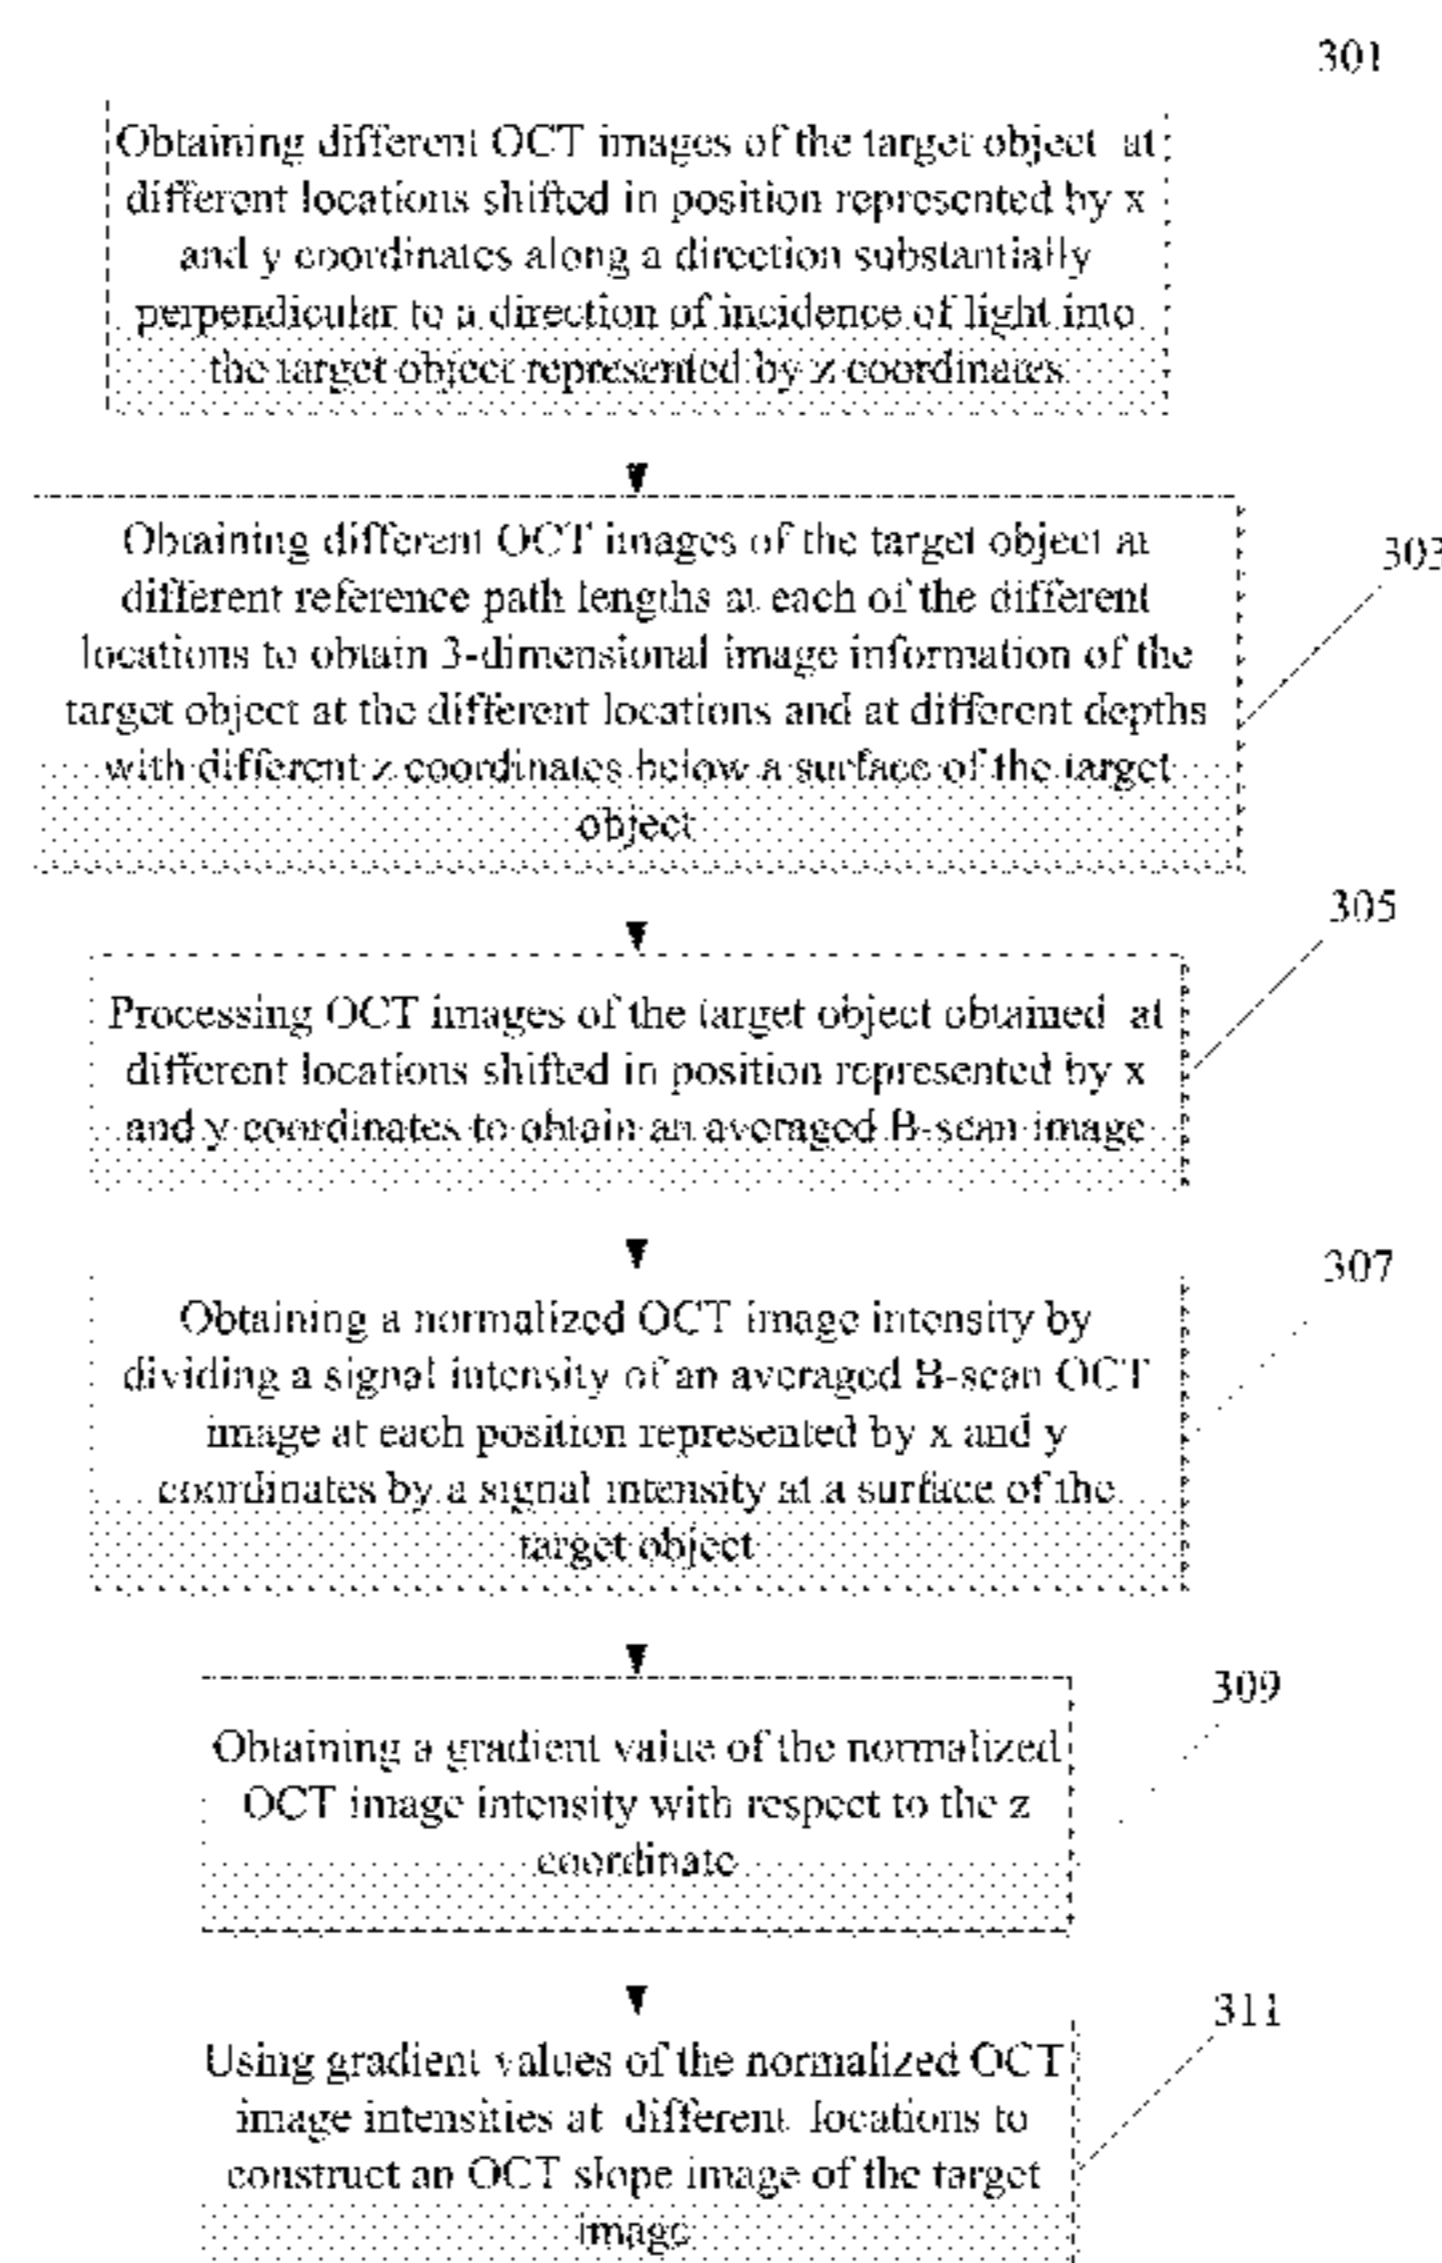 301
Obtaining different OCT images of the target object at
different locations shifted in position represented by x
and y coordinates along a direction substantially
perpendicular to a direction of incidence of light into
the target object represented by z coordinates
Obtaining different OCT images of the target object at
303
different reference path lengths at each of the different
locations to obtain 3-dimensional image information of the
target object at the different locations and at different depths
with different z coordinates below a surface of the target
object
305
Processing OCT images of the target object obtained at
different locations shifted in position represented by x
and y coordinates to obtain an averaged B-scan image
307
Obtaining a normalized OCT image intensity by
dividing a signal intensity of an averaged B-scan OCT
image at each position represented by x and y
coordinates by a signal intensity at a surface of the
target object
309
Obtaining a gradient value of the normalized
OCT image intensity with respect to the z
coordinate
311
Using gradient values of the normalized OCT
image intensities at different locations to
construct an OCT slope image of the target
image